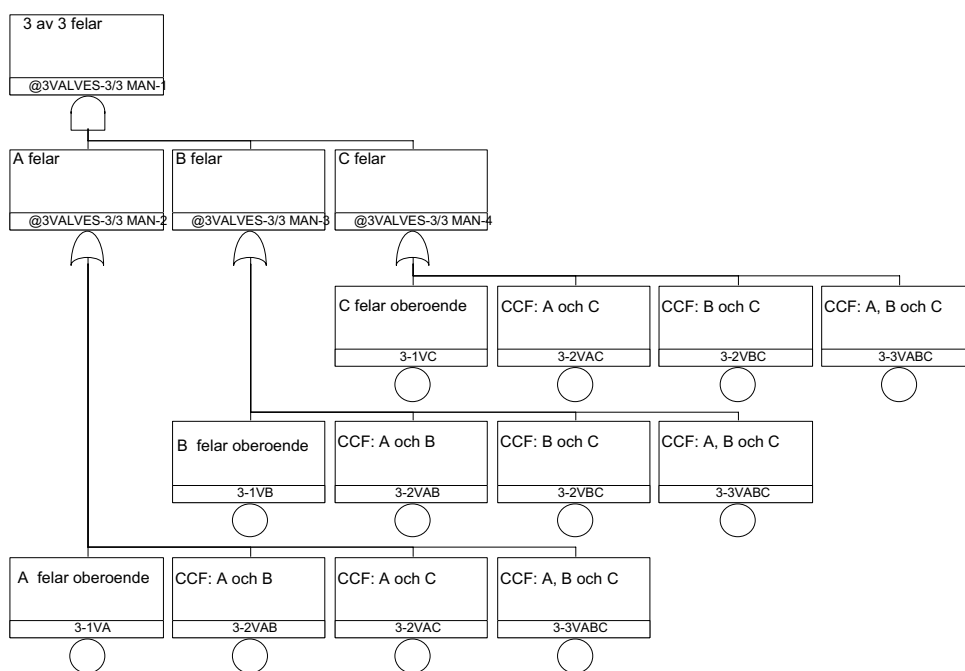 3 av 3 felar
@3VALVES-3/3 MAN-1
A felar
B felar
C felar
@3VALVES-3/3 MAN-2
@3VALVES-3/3 MAN-3
@3VALVES-3/3 MAN-4
C felar oberoende
CCF: A och C
CCF: B och C
CCF: A, B och C
3-1VC
3-2VAC
3-2VBC
3-3VABC
B felar oberoende
CCF: A och B
CCF: B och C
CCF: A, B och C
3-1VB
3-2VAB
3-2VBC
3-3VABC
A felar oberoende
CCF: A och B
CCF: A och C
CCF: A, B och C
3-1VA
3-2VAB
3-2VAC
3-3VABC